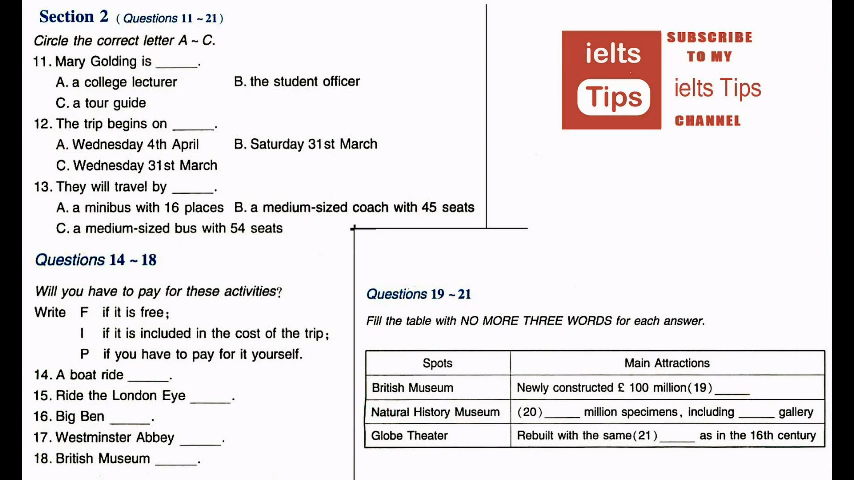 Section 2 ( Questions 11 ~21)
Circle the correct letter A ~ C.
11. Mary Golding is ______.
A. a college lecturer B. the student officer
C. a tour guide
12. The trip begins on ______.
A. Wednesday 4th April B. Saturday 31st March
C. Wednesday 31st March
13. They will travel by ______.
A. a minibus with 16 places B. a medium-sized coach with 45 seats
C. a medium-sized bus with 54 seats
Questions 14 ~ 18
Will you have to pay for these activities?
Write F if it is free;
I if it is included in the cost of the trip;
P if you have to pay for it yourself.
14. A boat ride ______.
15. Ride the London Eye ______.
16. Big Ben ______.
17. Westminster Abbey ______.
18. British Museum ______.
ielts
Tips
SUBSCRIBE
TO MY
ielts Tips
CHANNEL
Questions 19 ~21
Fill the table with NO MORE THREE WORDS for each answer.
Spots Main Attractions
British Museum Newly constructed £ 100 million(19) _____
Natural History Museum (20) _____ million specimens, including _____ gallery
Globe Theater Rebuilt with the same(21) _____ as in the 16th century